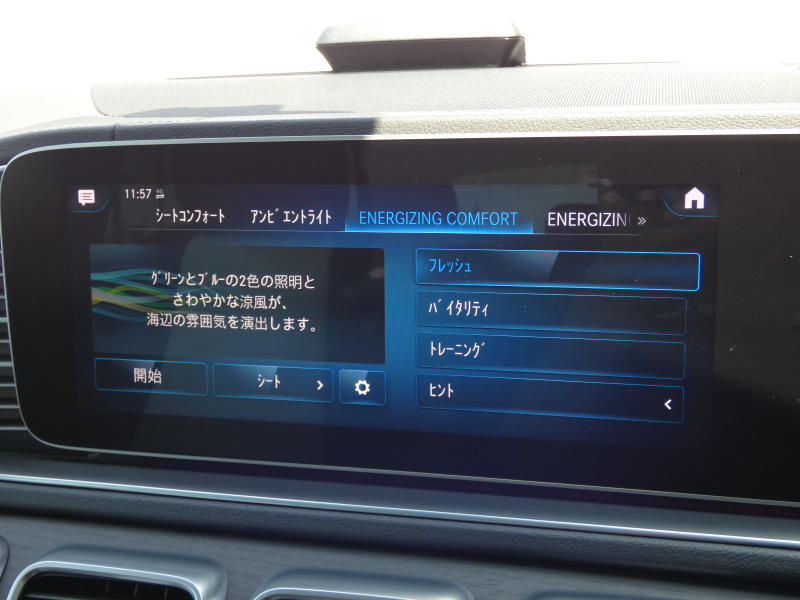 11:57 4G
ｼｰﾄｺﾝﾌｫｰﾄ ｱﾝﾋﾞｴﾝﾄﾗｲﾄ ENERGIZING COMFORT ENERGIZIN »
ｸﾞﾘｰﾝとﾌﾞﾙｰの2色の照明と
さわやかな涼風が、
海辺の雰囲気を演出します。
開始 ｼｰﾄ
ﾌﾚｯｼｭ
ﾊﾞｲﾀﾘﾃｨ
ﾄﾚｰﾆﾝｸﾞ
ﾋﾝﾄ